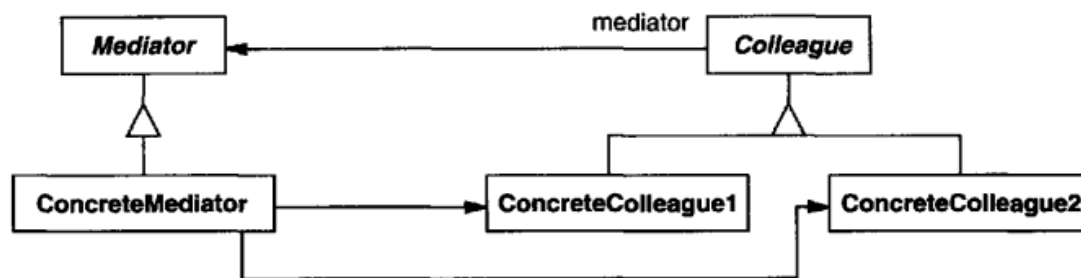 mediator
Mediator
Colleague
ConcreteMediator
ConcreteColleague1
ConcreteColleague2